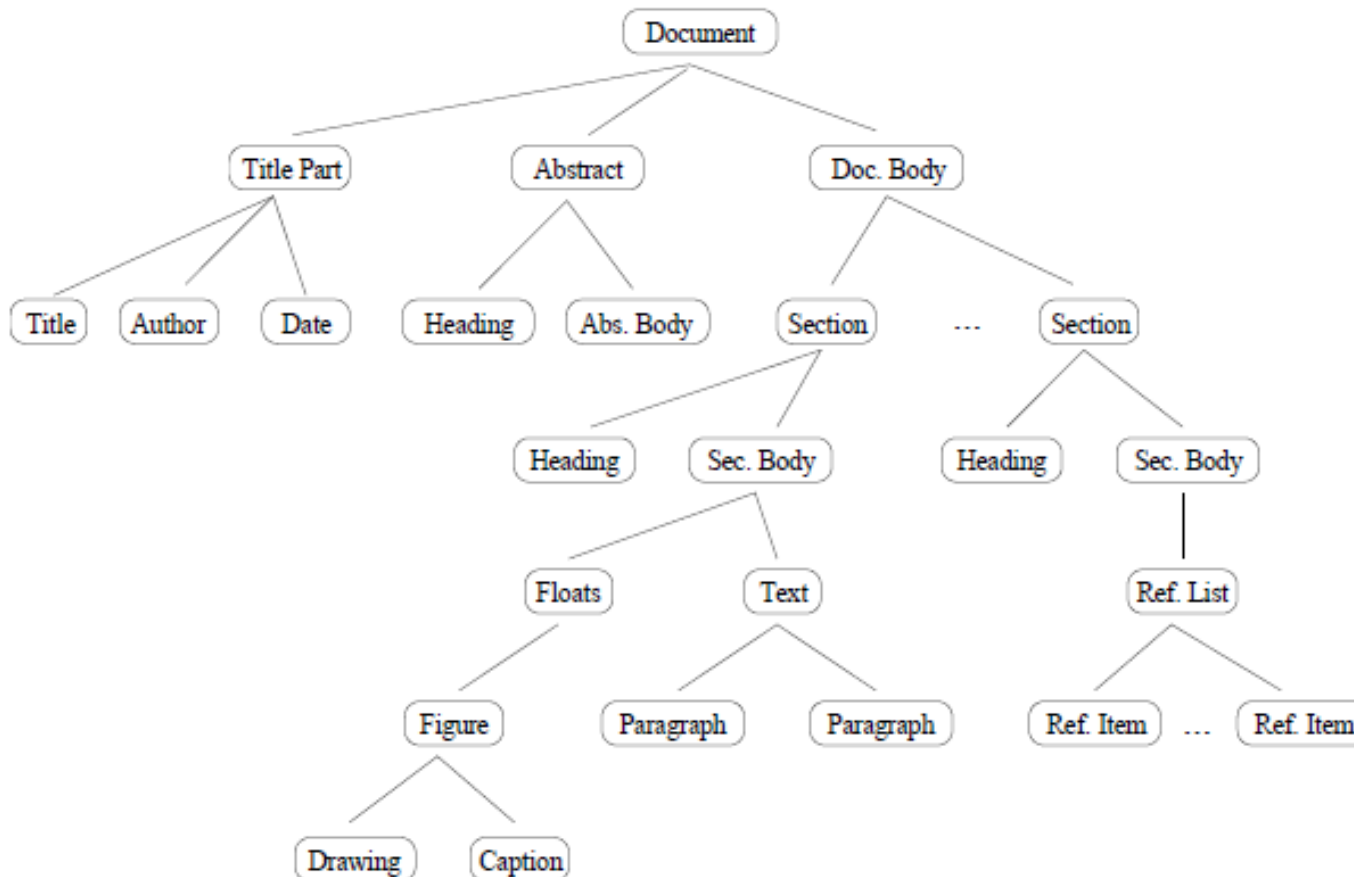 Document
Title Part Abstract Doc. Body
Title Author Date Heading Abs. Body Section ... Section
Heading Sec. Body Heading Sec. Body
Floats Text Ref. List
Figure Paragraph Paragraph Ref. Item ... Ref. Item
Drawing Caption